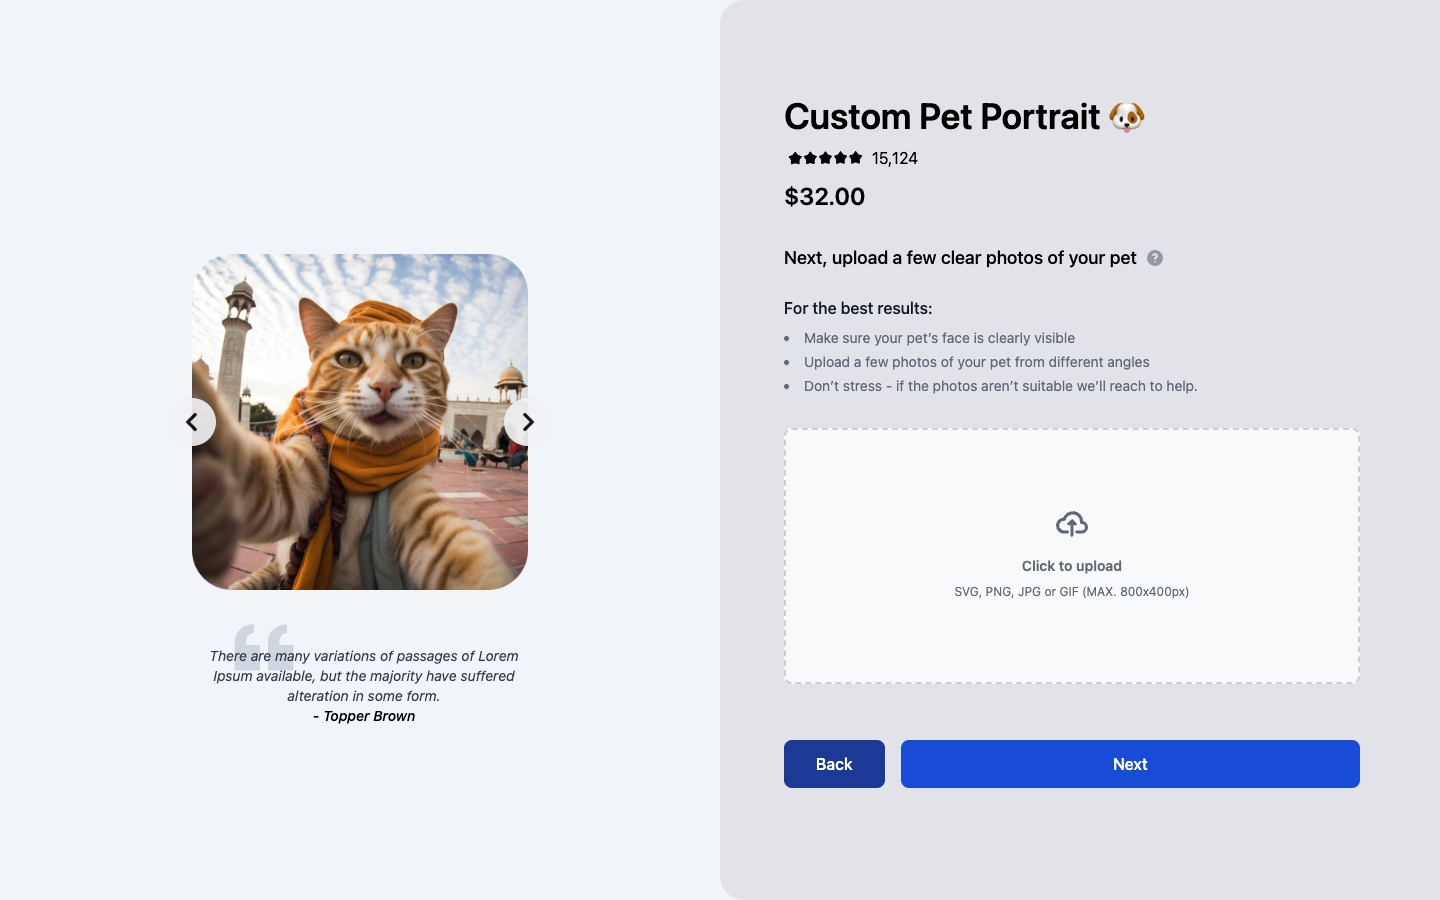 Custom Pet Portrait 🐶
15,124
$32.00
Next, upload a few clear photos of your pet ?
For the best results:
• Make sure your pet’s face is clearly visible
• Upload a few photos of your pet from different angles
• Don’t stress - if the photos aren’t suitable we’ll reach to help.
Click to upload
SVG, PNG, JPG or GIF (MAX. 800x400px)
Back
Next
“
There are many variations of passages of Lorem
Ipsum available, but the majority have suffered
alteration in some form.
- Topper Brown